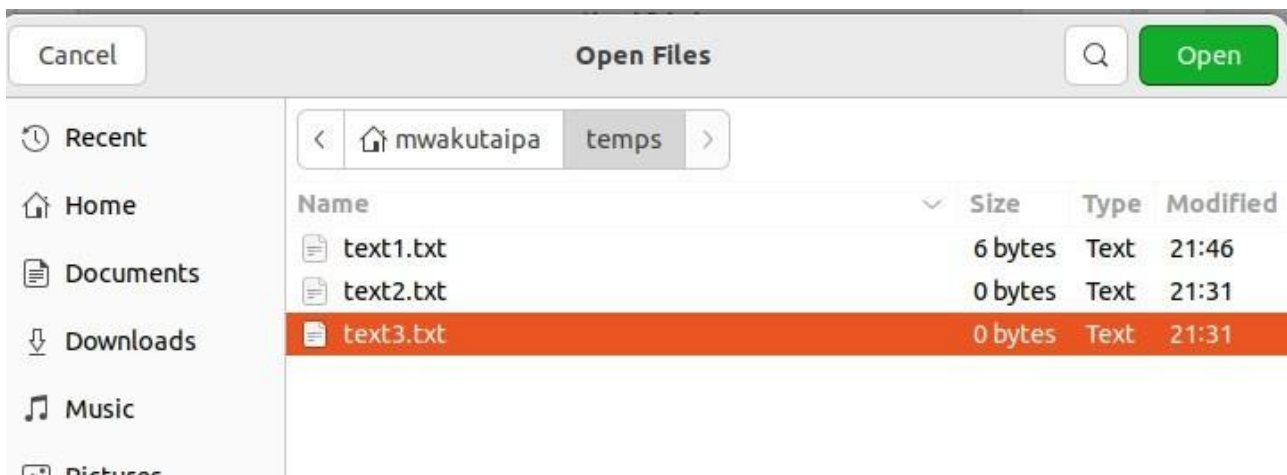 Cancel Open Files Open
Recent
Home
Documents
Downloads
Music
Pictures
mwakutaipa temps
Name Size Type Modified
text1.txt 6 bytes Text 21:46
text2.txt 0 bytes Text 21:31
text3.txt 0 bytes Text 21:31